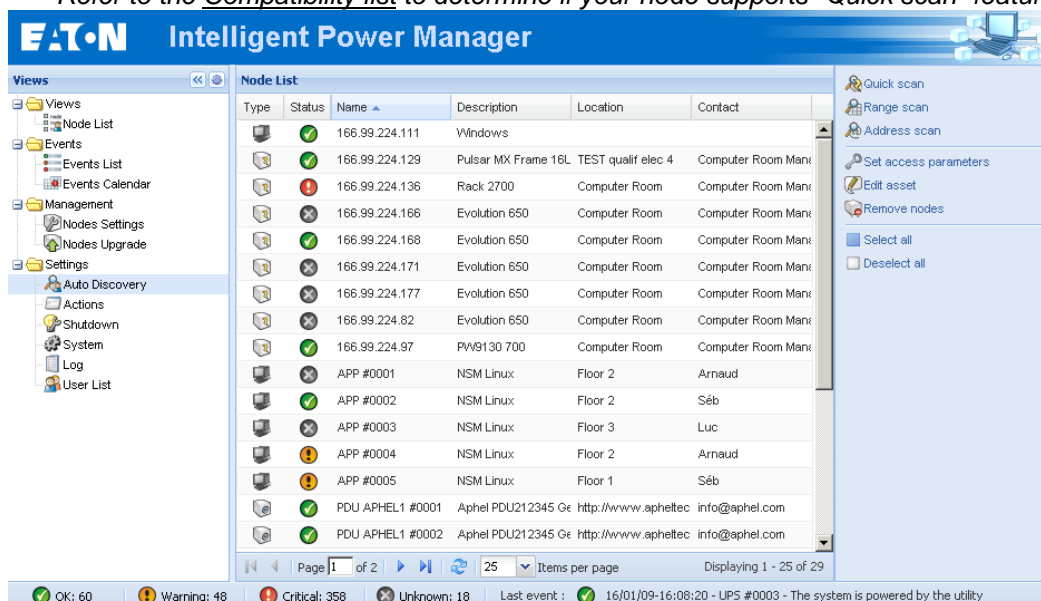 Refer to the Compatibility list to determine if your node supports "Quick scan" featur
EATON Intelligent Power Manager
Views
Node List
Views
Node List
Events
Events List
Events Calendar
Management
Nodes Settings
Nodes Upgrade
Settings
Auto Discovery
Actions
Shutdown
System
Log
User List
Type Status Name Description Location Contact
166.99.224.111 Windows
166.99.224.129 Pulsar MX Frame 16L TEST qualif elec 4 Computer Room Mana
166.99.224.136 Rack 2700 Computer Room Computer Room Mana
166.99.224.166 Evolution 650 Computer Room Computer Room Mana
166.99.224.168 Evolution 650 Computer Room Computer Room Mana
166.99.224.171 Evolution 650 Computer Room Computer Room Mana
166.99.224.177 Evolution 650 Computer Room Computer Room Mana
166.99.224.82 Evolution 650 Computer Room Computer Room Mana
166.99.224.97 PW9130 700 Computer Room Computer Room Mana
APP #0001 NSM Linux Floor 2 Arnaud
APP #0002 NSM Linux Floor 2 Séb
APP #0003 NSM Linux Floor 3 Luc
APP #0004 NSM Linux Floor 2 Arnaud
APP #0005 NSM Linux Floor 1 Séb
PDU APHEL1 #0001 Aphel PDU212345 Ge http://www.apheltec info@aphel.com
PDU APHEL1 #0002 Aphel PDU212345 Ge http://www.apheltec info@aphel.com
Page 1 of 2 25 Items per page Displaying 1 - 25 of 29
Quick scan
Range scan
Address scan
Set access parameters
Edit asset
Remove nodes
Select all
Deselect all
OK: 60 Warning: 48 Critical: 358 Unknown: 18 Last event : 16/01/09-16:08:20 - UPS #0003 - The system is powered by the utility